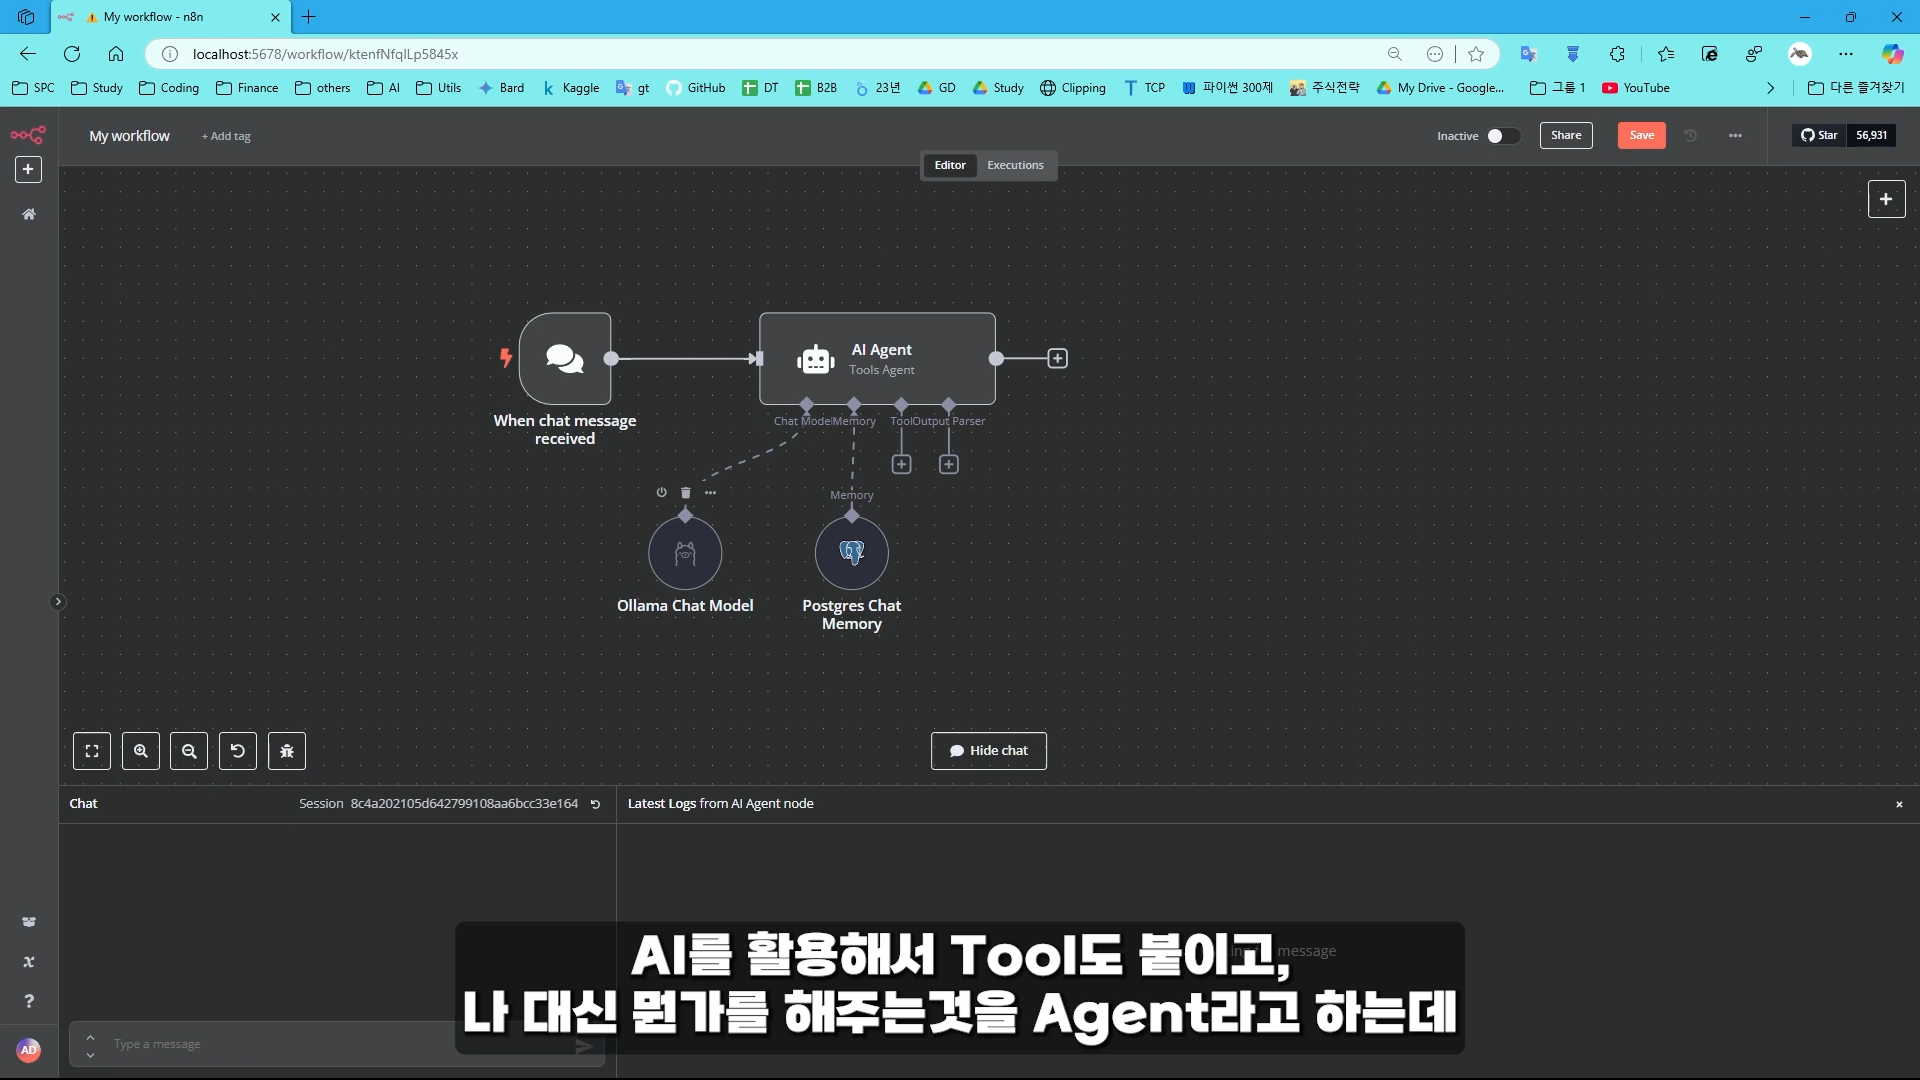 My workflow - n8n
localhost:5678/workflow/ktenfNfqlLp5845x
SPC Study Coding Finance others AI Utils Bard Kaggle gt GitHub DT B2B 23년 GD Study Clipping TCP 파이썬 300제 주식전략 My Drive - Google... 그룹 1 YouTube 다른 즐겨찾기
My workflow + Add tag Inactive Share Save Star 56,931
Editor Executions
AI Agent
Tools Agent
When chat message
received
Chat Model Memory Tool Output Parser
Memory
Ollama Chat Model
Postgres Chat
Memory
Hide chat
Chat Session 8c4a202105d642799108aa6bcc33e164 Latest Logs from AI Agent node
message
AI를 활용해서 Tool도 붙이고,
나 대신 뭔가를 해주는것을 Agent라고 하는데
AD Type a message